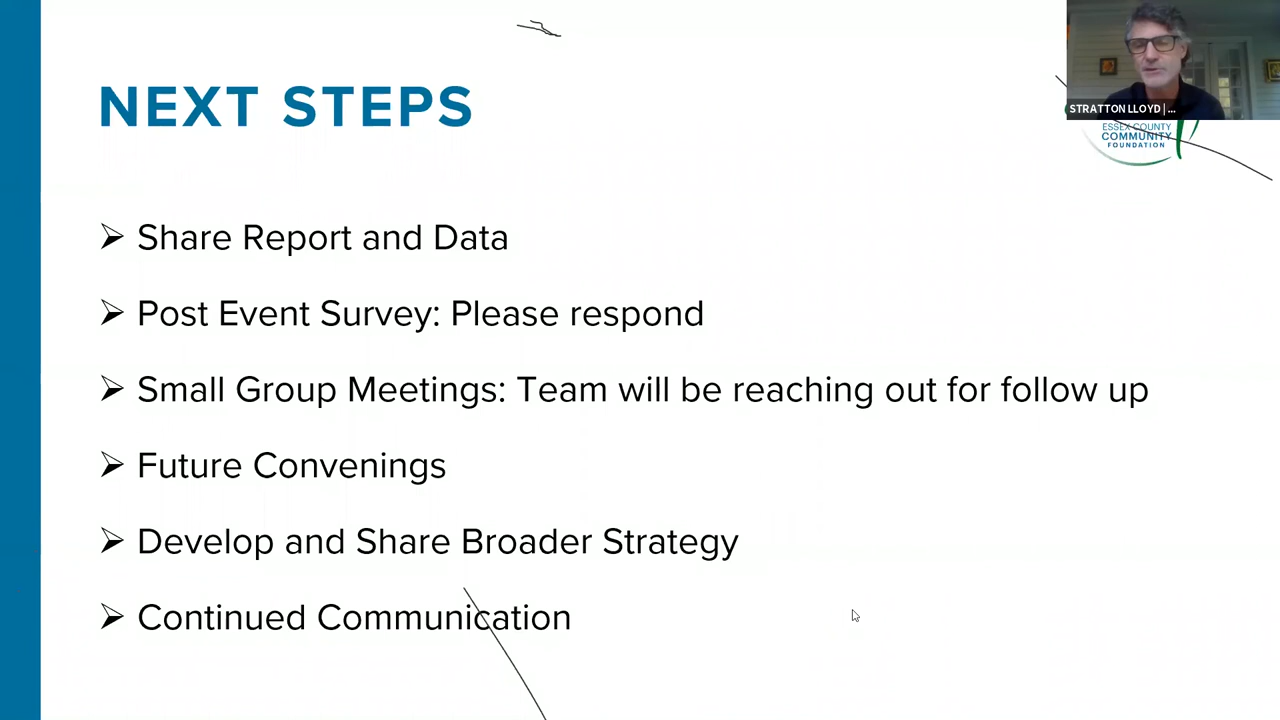 NEXT STEPS
STRATTON LLOYD | ...
ESSEX COUNTY
COMMUNITY
FOUNDATION
➢ Share Report and Data
➢ Post Event Survey: Please respond
➢ Small Group Meetings: Team will be reaching out for follow up
➢ Future Convenings
➢ Develop and Share Broader Strategy
➢ Continued Communication